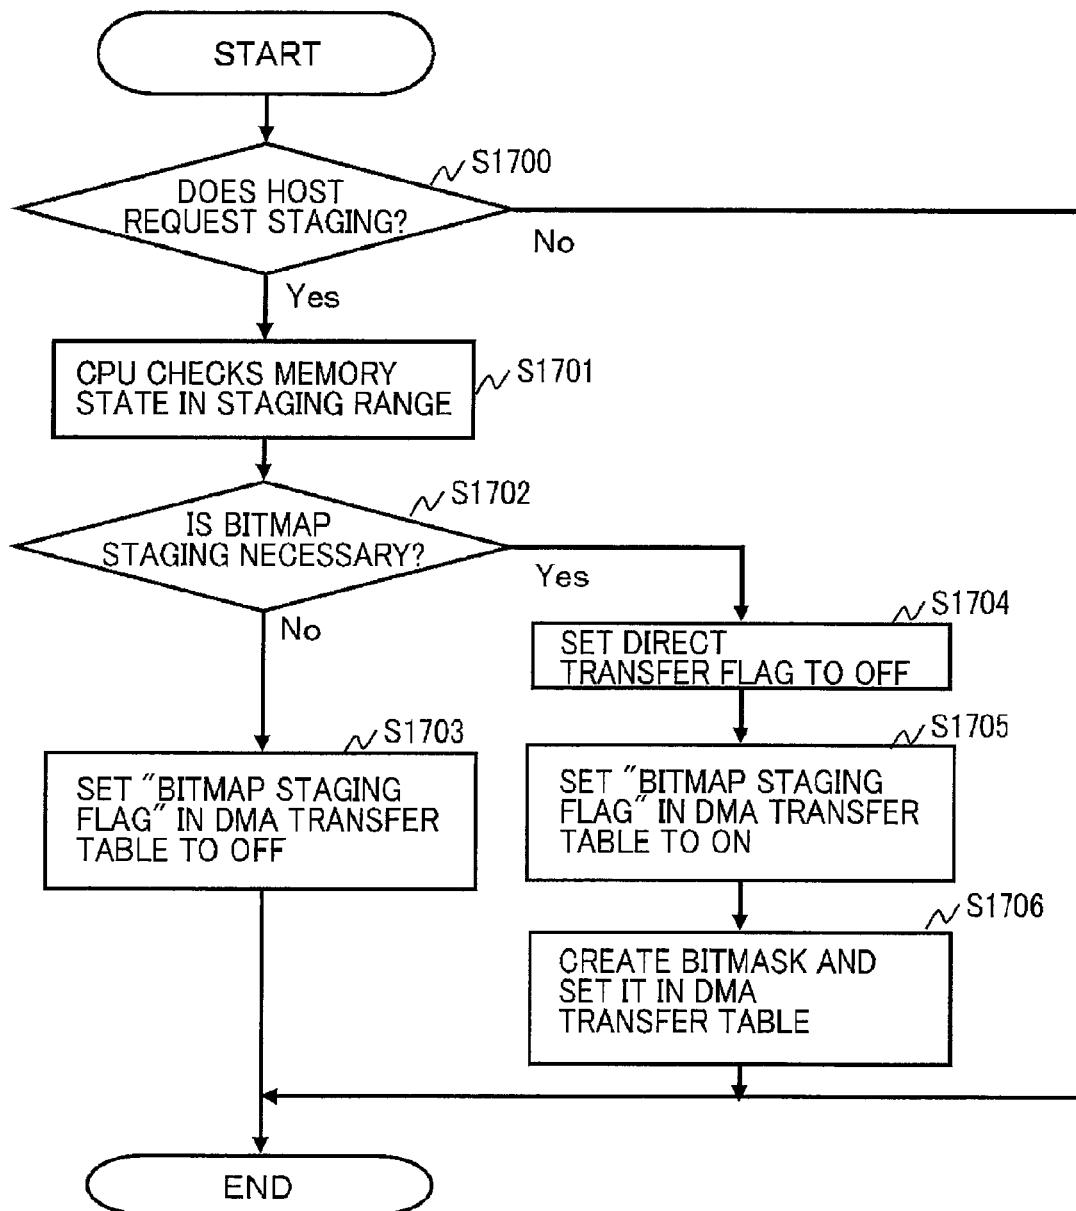 START
S1700
DOES HOST
REQUEST STAGING?
No
Yes
CPU CHECKS MEMORY
STATE IN STAGING RANGE
S1701
S1702
IS BITMAP
STAGING NECESSARY?
Yes
No
S1704
SET DIRECT
TRANSFER FLAG TO OFF
S1703
SET "BITMAP STAGING
FLAG" IN DMA TRANSFER
TABLE TO OFF
S1705
SET "BITMAP STAGING
FLAG" IN DMA TRANSFER
TABLE TO ON
S1706
CREATE BITMASK AND
SET IT IN DMA
TRANSFER TABLE
END